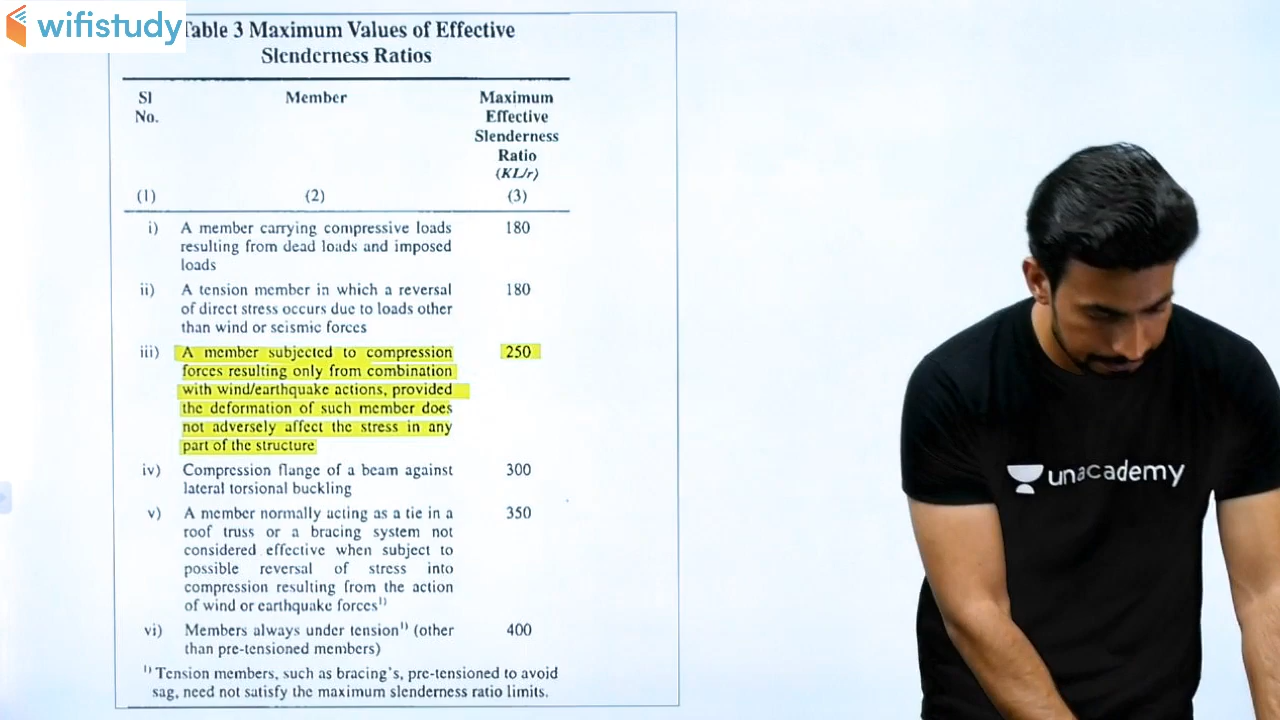 wifistudy
Table 3 Maximum Values of Effective
Slenderness Ratios
Sl
No.
Member
Maximum
Effective
Slenderness
Ratio
(KL/r)
(1)
(2)
(3)
i) A member carrying compressive loads 180
resulting from dead loads and imposed
loads
ii) A tension member in which a reversal 180
of direct stress occurs due to loads other
than wind or seismic forces
iii) A member subjected to compression 250
forces resulting only from combination
with wind/earthquake actions, provided
the deformation of such member does
not adversely affect the stress in any
part of the structure
iv) Compression flange of a beam against 300
lateral torsional buckling
v) A member normally acting as a tie in a 350
roof truss or a bracing system not
considered effective when subject to
possible reversal of stress into
compression resulting from the action
of wind or earthquake forces¹⁾
vi) Members always under tension¹⁾ (other 400
than pre-tensioned members)
¹⁾ Tension members, such as bracing's, pre-tensioned to avoid
sag, need not satisfy the maximum slenderness ratio limits.
unacademy